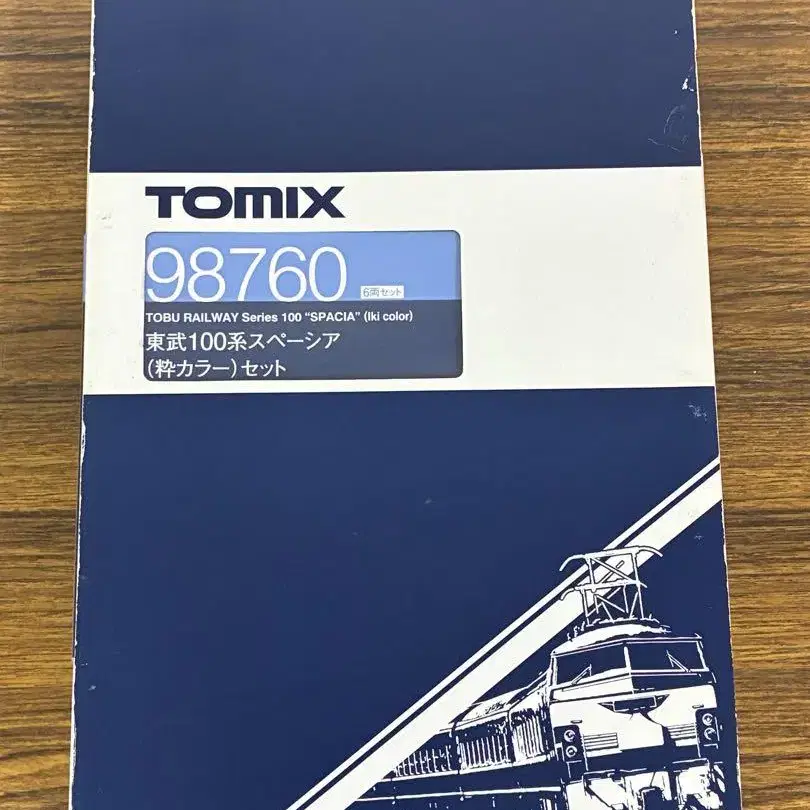 TOMIX
98760 6両セット
TOBU RAILWAY Series 100 "SPACIA" (Iki color)
東武100系スペーシア
(粋カラー)セット